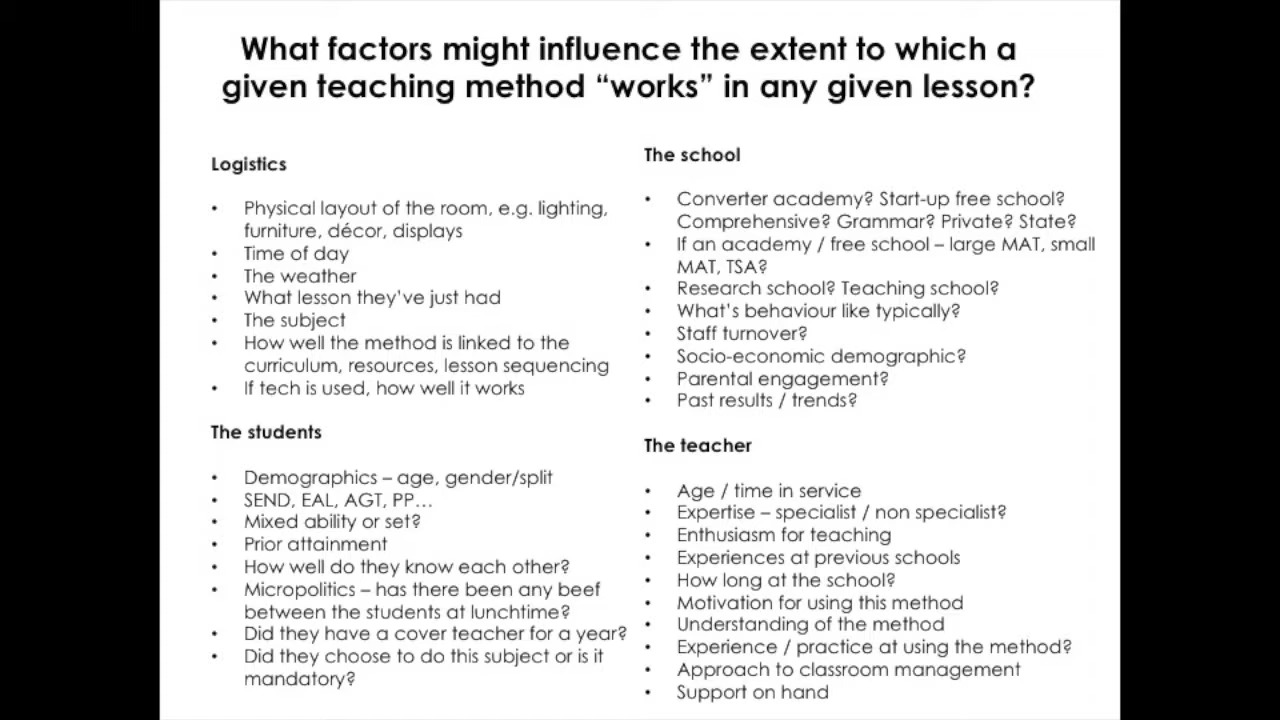 What factors might influence the extent to which a
given teaching method “works” in any given lesson?
Logistics
• Physical layout of the room, e.g. lighting,
furniture, décor, displays
• Time of day
• The weather
• What lesson they’ve just had
• The subject
• How well the method is linked to the
curriculum, resources, lesson sequencing
• If tech is used, how well it works
The students
• Demographics – age, gender/split
• SEND, EAL, AGT, PP…
• Mixed ability or set?
• Prior attainment
• How well do they know each other?
• Micropolitics – has there been any beef
between the students at lunchtime?
• Did they have a cover teacher for a year?
• Did they choose to do this subject or is it
mandatory?
The school
• Converter academy? Start-up free school?
Comprehensive? Grammar? Private? State?
• If an academy / free school – large MAT, small
MAT, TSA?
• Research school? Teaching school?
• What’s behaviour like typically?
• Staff turnover?
• Socio-economic demographic?
• Parental engagement?
• Past results / trends?
The teacher
• Age / time in service
• Expertise – specialist / non specialist?
• Enthusiasm for teaching
• Experiences at previous schools
• How long at the school?
• Motivation for using this method
• Understanding of the method
• Experience / practice at using the method?
• Approach to classroom management
• Support on hand